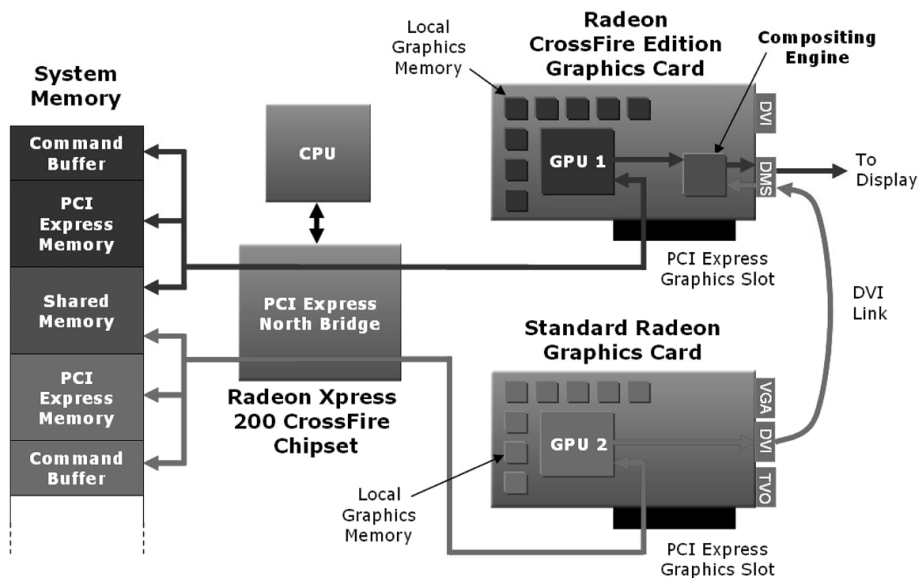 Radeon
CrossFire Edition
Graphics Card
Local
Graphics
Memory
Compositing
Engine
System
Memory
Command
Buffer
PCI
Express
Memory
Shared
Memory
PCI
Express
Memory
Command
Buffer
CPU
PCI Express
North Bridge
Radeon Xpress
200 CrossFire
Chipset
GPU 1
DVI
DMS
To
Display
PCI Express
Graphics Slot
DVI
Link
Standard Radeon
Graphics Card
GPU 2
VGA
DVI
TVO
Local
Graphics
Memory
PCI Express
Graphics Slot